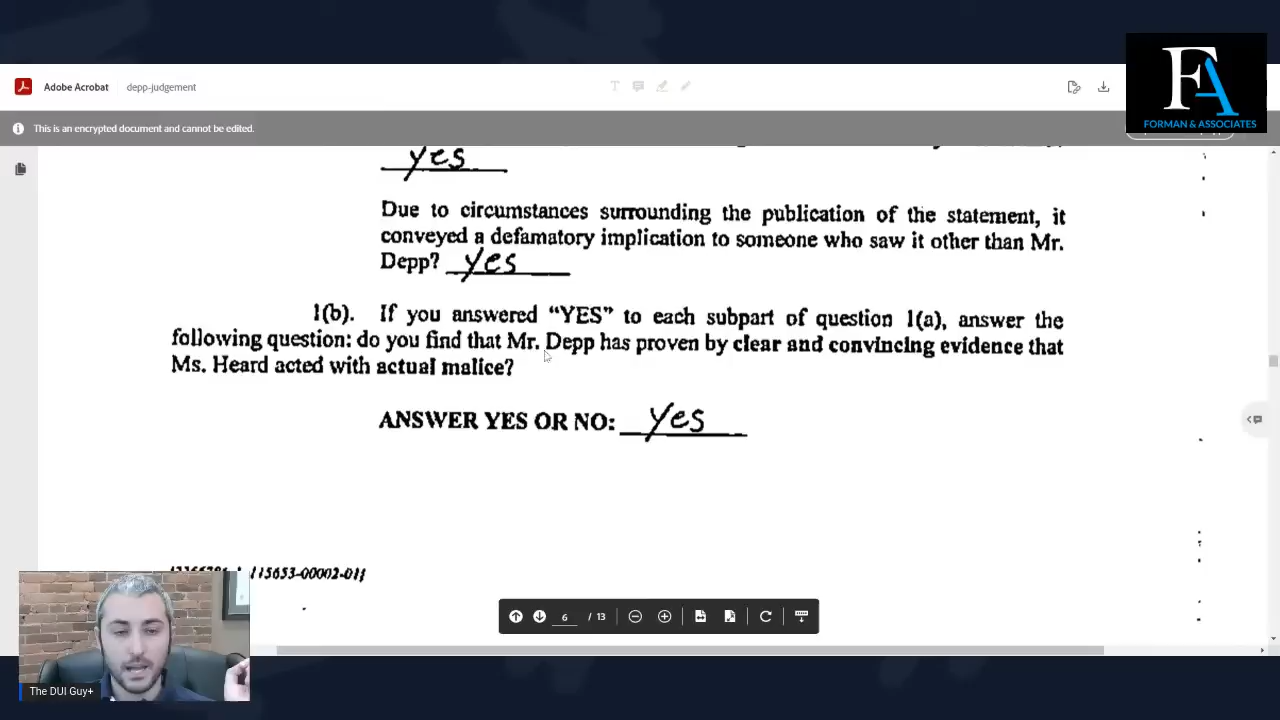 FA
FORMAN & ASSOCIATES
Adobe Acrobat depp-judgement
This is an encrypted document and cannot be edited.
yes
Due to circumstances surrounding the publication of the statement, it
conveyed a defamatory implication to someone who saw it other than Mr.
Depp? yes
1(b). If you answered “YES” to each subpart of question 1(a), answer the
following question: do you find that Mr. Depp has proven by clear and convincing evidence that
Ms. Heard acted with actual malice?
ANSWER YES OR NO: yes
115653-00002-01
6 / 13
The DUI Guy+